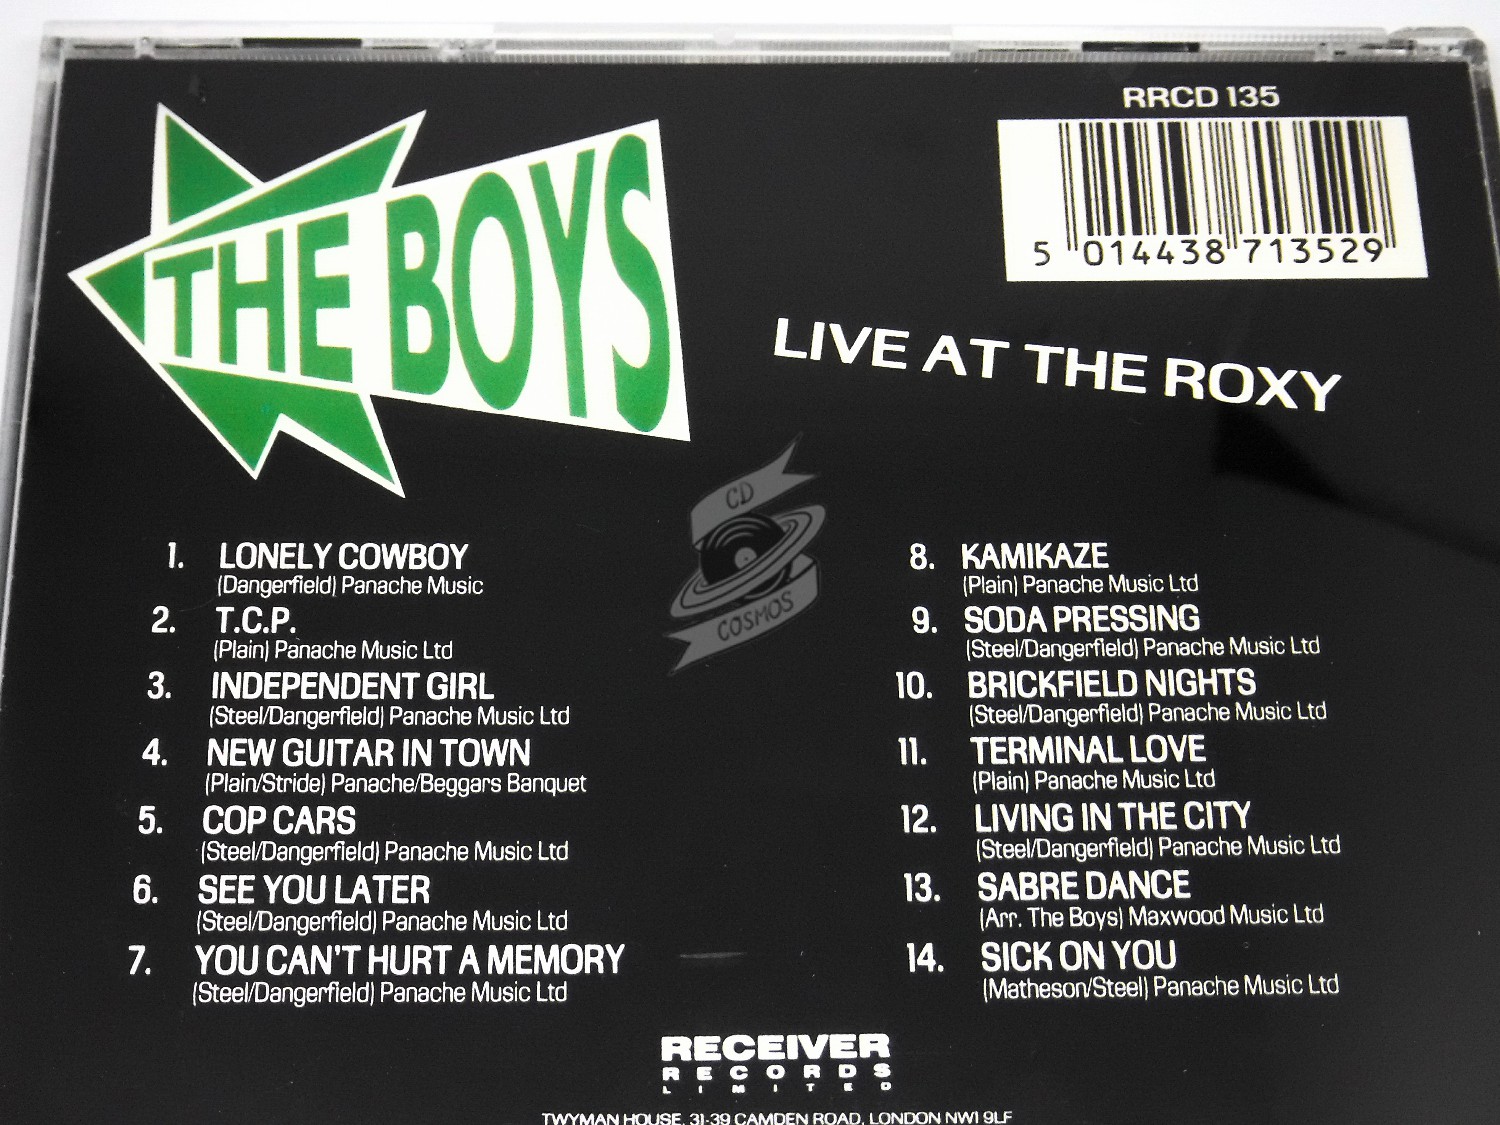 RRCD 135
THE BOYS
5 014438 713529
LIVE AT THE ROXY
CD
COSMOS
1. LONELY COWBOY
(Dangerfield) Panache Music
2. T.C.P.
(Plain) Panache Music Ltd
3. INDEPENDENT GIRL
(Steel/Dangerfield) Panache Music Ltd
4. NEW GUITAR IN TOWN
(Plain/Stride) Panache/Beggars Banquet
5. COP CARS
(Steel/Dangerfield) Panache Music Ltd
6. SEE YOU LATER
(Steel/Dangerfield) Panache Music Ltd
7. YOU CAN'T HURT A MEMORY
(Steel/Dangerfield) Panache Music Ltd
8. KAMIKAZE
(Plain) Panache Music Ltd
9. SODA PRESSING
(Steel/Dangerfield) Panache Music Ltd
10. BRICKFIELD NIGHTS
(Steel/Dangerfield) Panache Music Ltd
11. TERMINAL LOVE
(Plain) Panache Music Ltd
12. LIVING IN THE CITY
(Steel/Dangerfield) Panache Music Ltd
13. SABRE DANCE
(Arr. The Boys) Maxwood Music Ltd
14. SICK ON YOU
(Matheson/Steel) Panache Music Ltd
RECEIVER
RECORDS
LIMITED
TWYMAN HOUSE, 31-39 CAMDEN ROAD, LONDON NW1 9LF